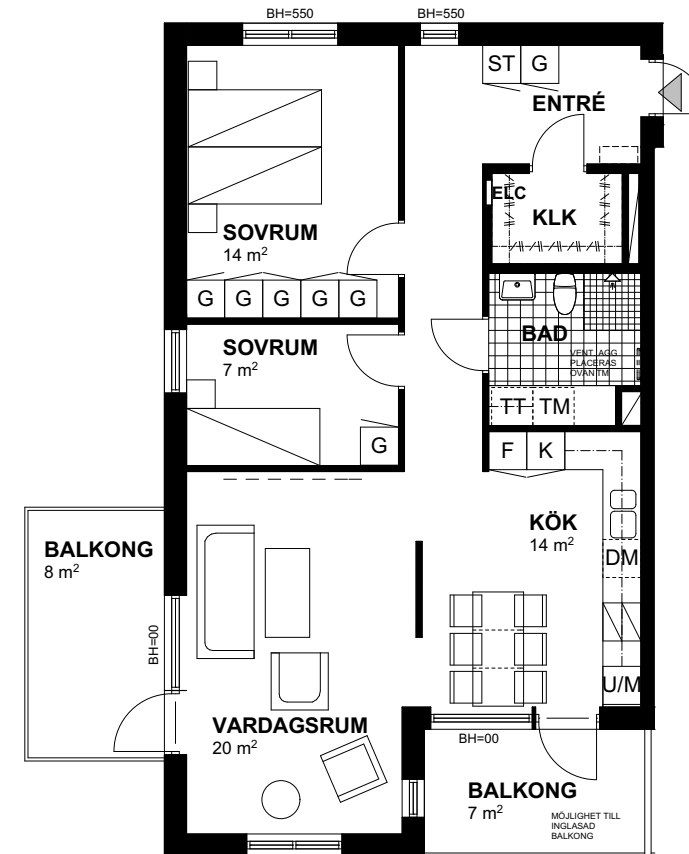 BH=550
BH=550
ST G
ENTRÉ
ELC
KLK
SOVRUM
14 m²
G G G G G
BAD
VENT. AGG
PLACERAS
OVAN TM
SOVRUM
7 m²
TT TM
G
F K
KÖK
14 m²
BALKONG
8 m²
DM
BH=00
U/M
VARDAGSRUM
20 m²
BH=00
BALKONG
7 m²
MÖJLIGHET TILL
INGLASAD
BALKONG